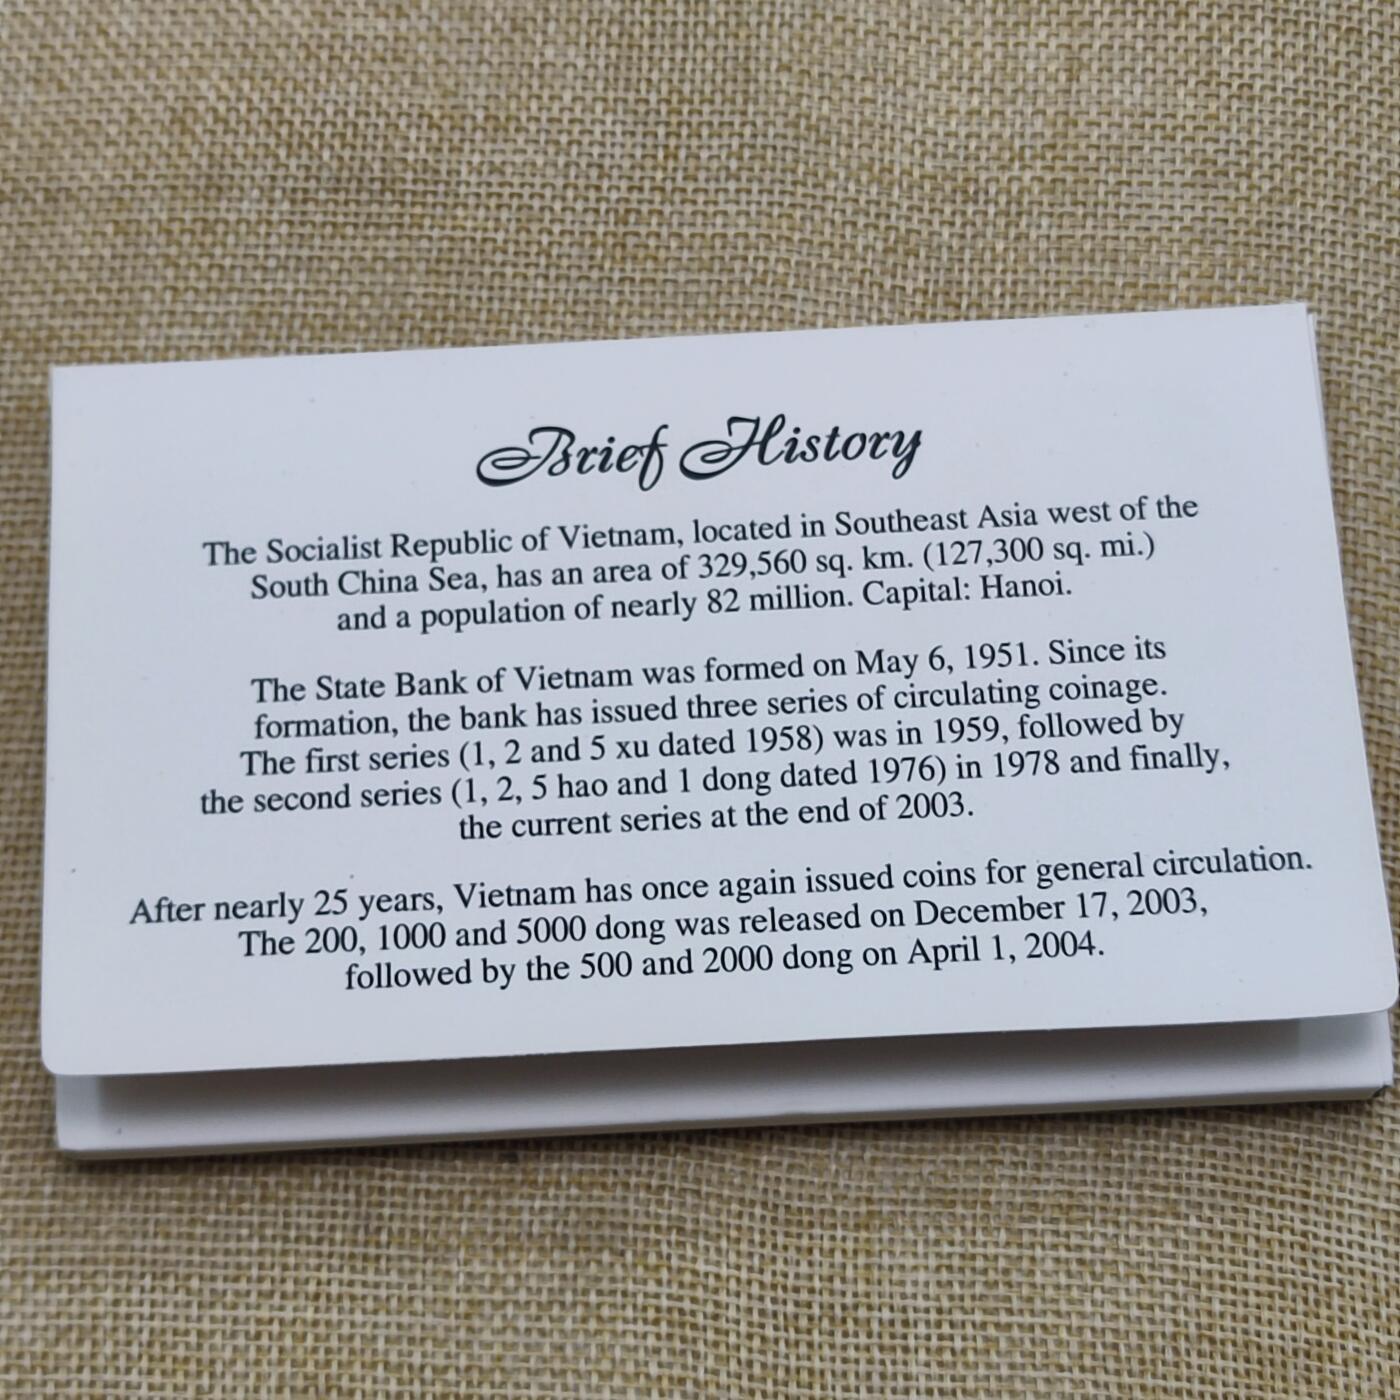 Brief History
The Socialist Republic of Vietnam, located in Southeast Asia west of the
South China Sea, has an area of 329,560 sq. km. (127,300 sq. mi.)
and a population of nearly 82 million. Capital: Hanoi.
The State Bank of Vietnam was formed on May 6, 1951. Since its
formation, the bank has issued three series of circulating coinage.
The first series (1, 2 and 5 xu dated 1958) was in 1959, followed by
the second series (1, 2, 5 hao and 1 dong dated 1976) in 1978 and finally,
the current series at the end of 2003.
After nearly 25 years, Vietnam has once again issued coins for general circulation.
The 200, 1000 and 5000 dong was released on December 17, 2003,
followed by the 500 and 2000 dong on April 1, 2004.